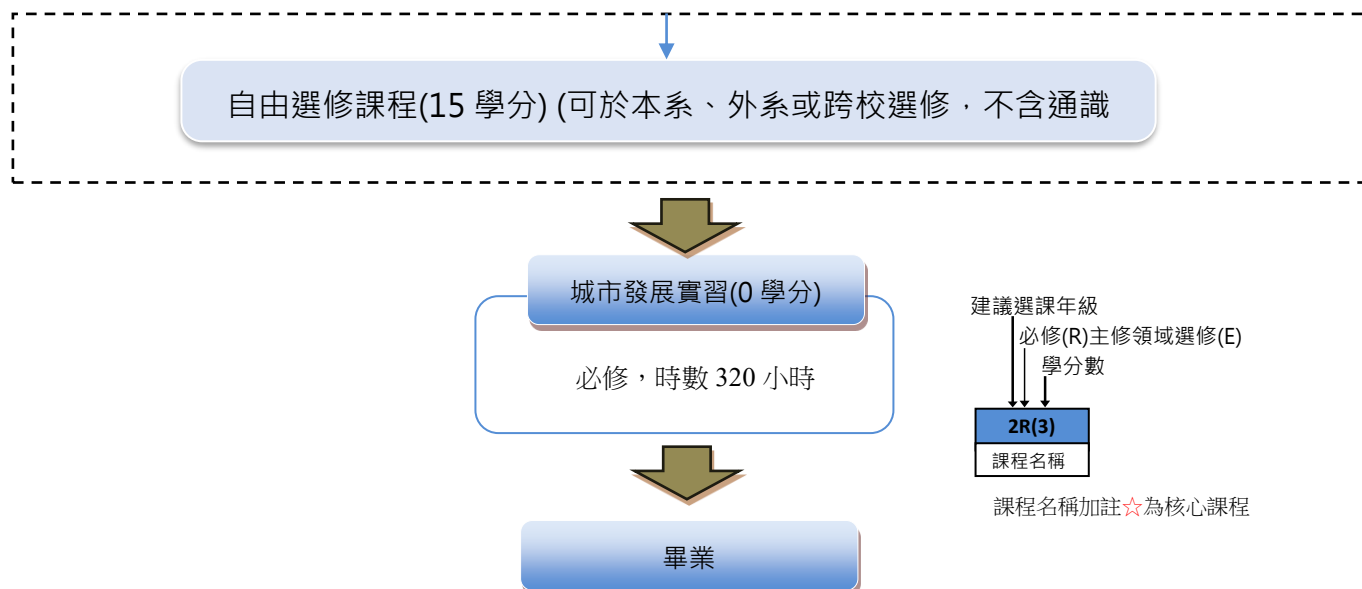 自由選修課程(15 學分) (可於本系、外系或跨校選修，不含通識
城市發展實習(0 學分)
必修，時數 320 小時
畢業
建議選課年級
必修(R)主修領域選修(E)
學分數
2R(3)
課程名稱
課程名稱加註☆為核心課程